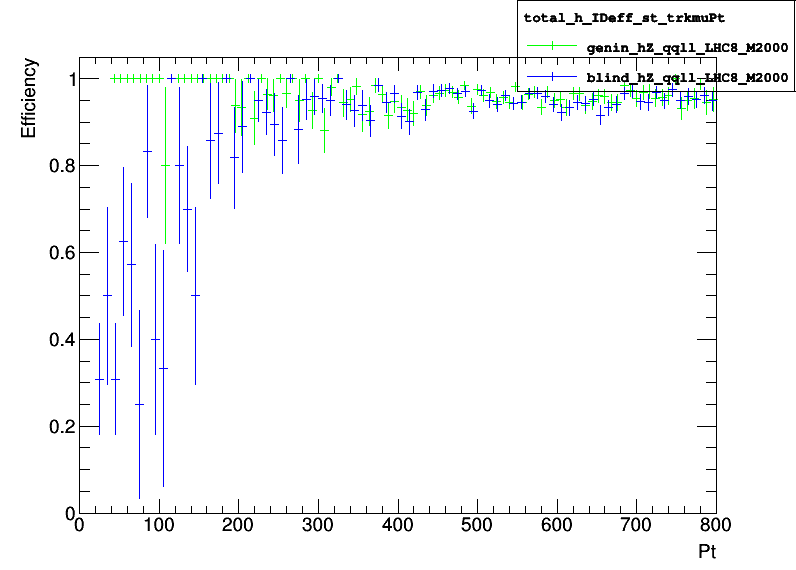 total_h_IDeff_st_trkmuPt
genin_hZ_qqll_LHC8_M2000
blind_hZ_qqll_LHC8_M2000
Efficiency
1
0.8
0.6
0.4
0.2
0
0 100 200 300 400 500 600 700 800
Pt